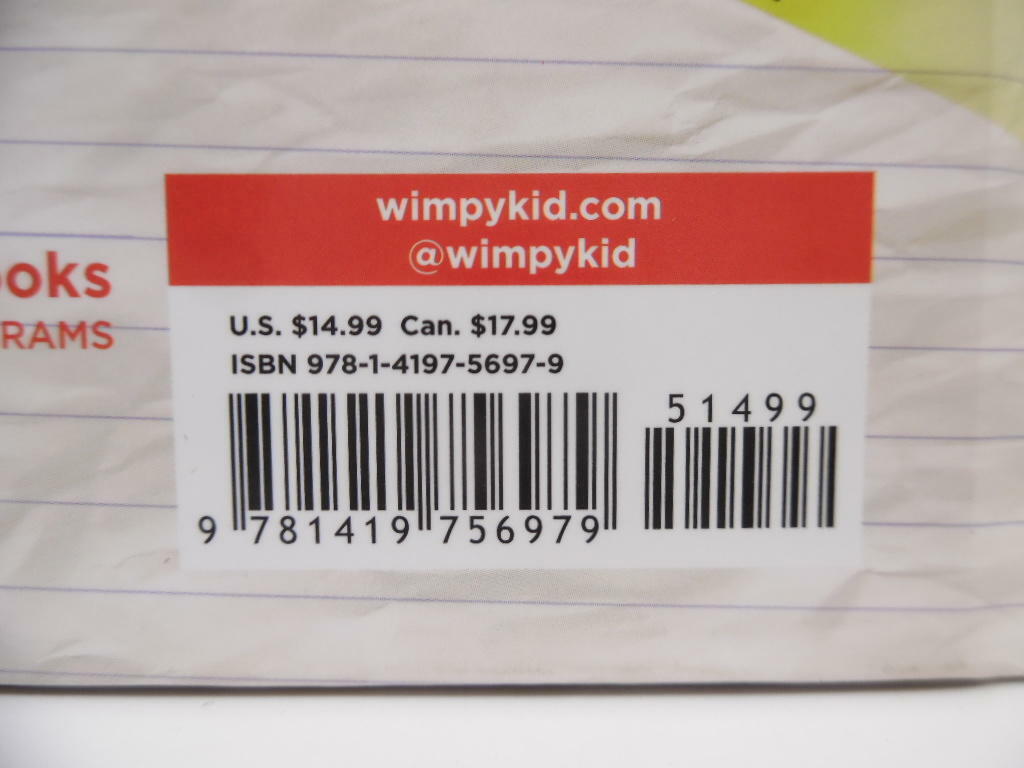 wimpykid.com
@wimpykid
ooks
RAMS
U.S. $14.99 Can. $17.99
ISBN 978-1-4197-5697-9
51499
9 781419 756979